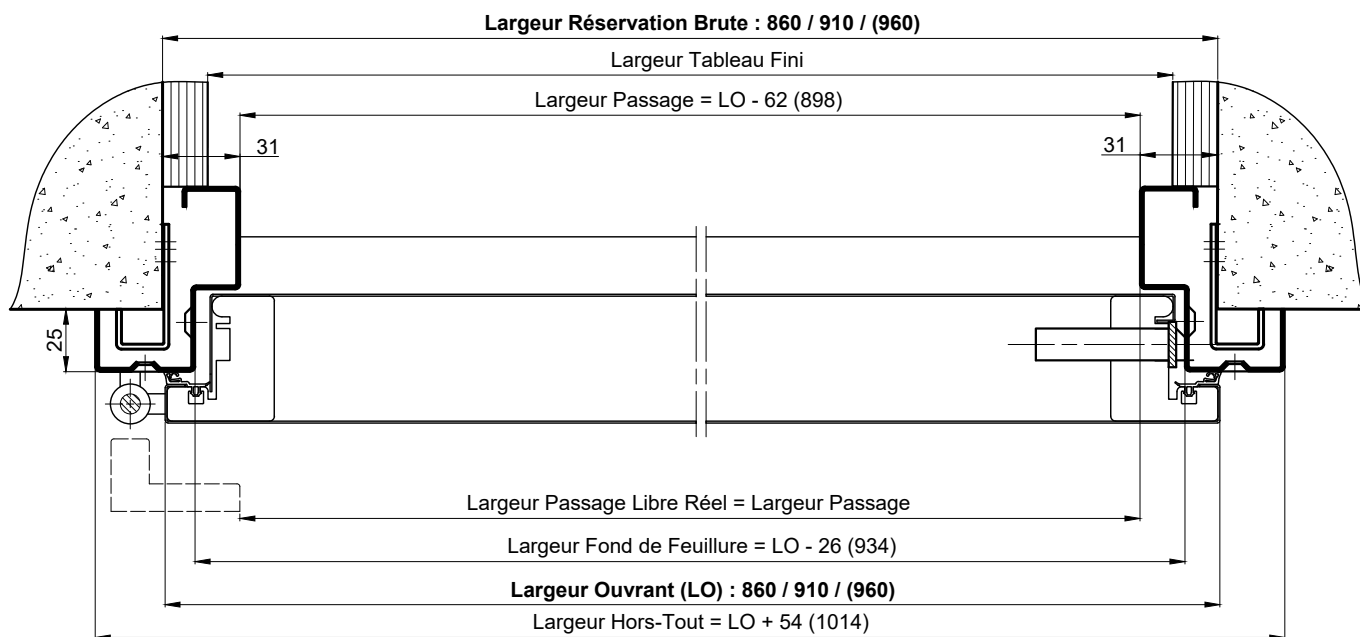 Largeur Réservation Brute : 860 / 910 / (960)
Largeur Tableau Fini
Largeur Passage = LO - 62 (898)
31
31
25
Largeur Passage Libre Réel = Largeur Passage
Largeur Fond de Feuillure = LO - 26 (934)
Largeur Ouvrant (LO) : 860 / 910 / (960)
Largeur Hors-Tout = LO + 54 (1014)